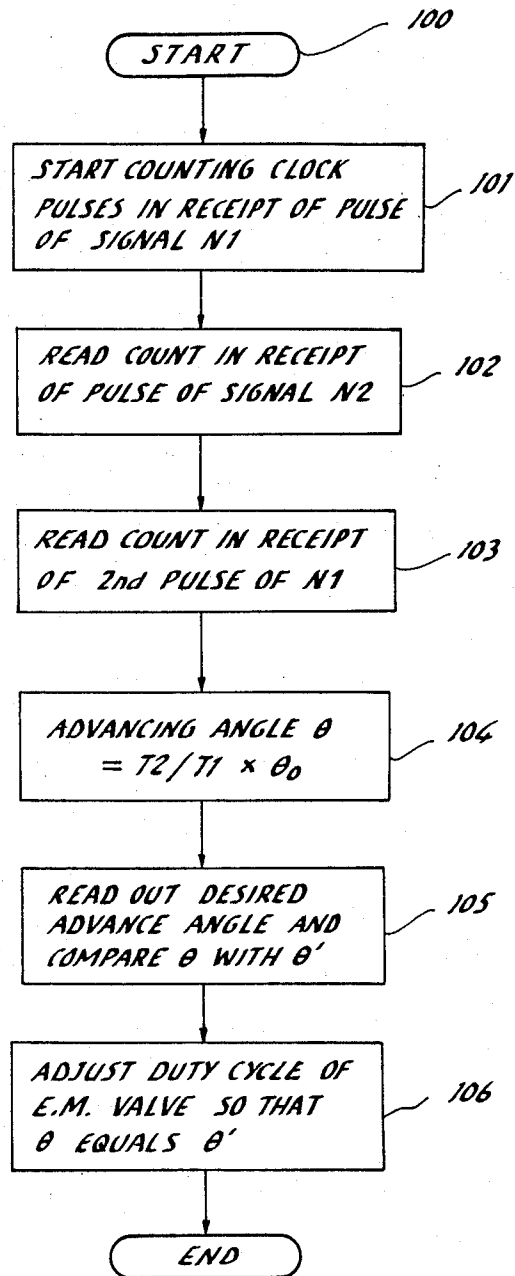 100
START
START COUNTING CLOCK
PULSES IN RECEIPT OF PULSE
OF SIGNAL N1
101
READ COUNT IN RECEIPT
OF PULSE OF SIGNAL N2
102
READ COUNT IN RECEIPT
OF 2nd PULSE OF N1
103
ADVANCING ANGLE θ
= T2/T1 × θ₀
104
READ OUT DESIRED
ADVANCE ANGLE AND
COMPARE θ WITH θ'
105
ADJUST DUTY CYCLE OF
E.M. VALVE SO THAT
θ EQUALS θ'
106
END